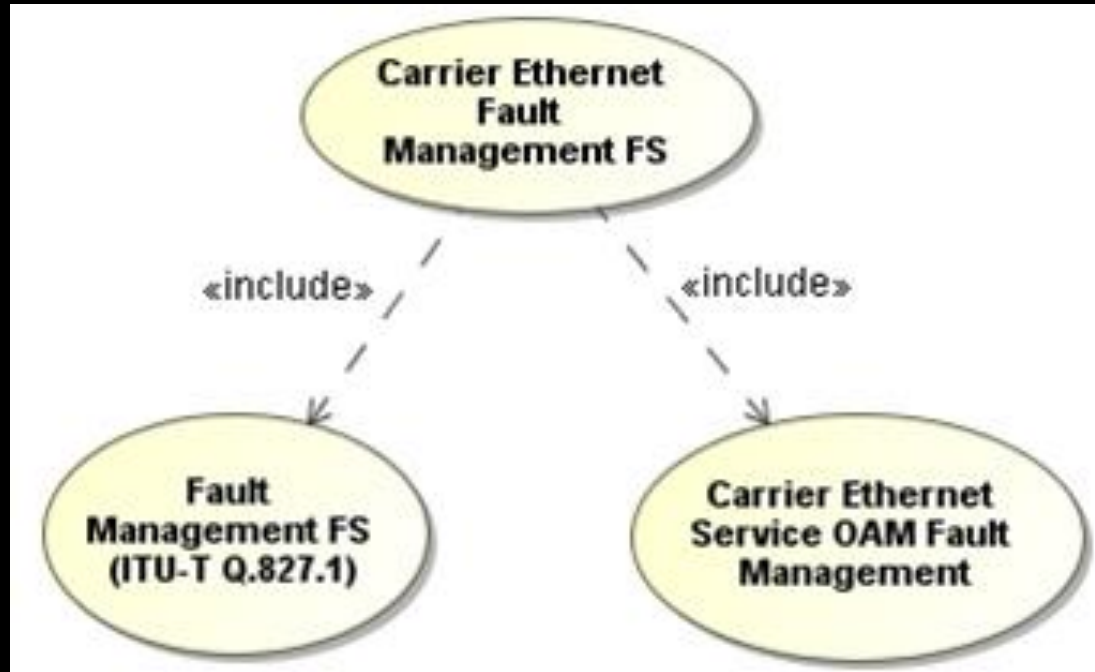 Carrier Ethernet
Fault
Management FS
«include»
«include»
Fault
Management FS
(ITU-T Q.827.1)
Carrier Ethernet
Service OAM Fault
Management